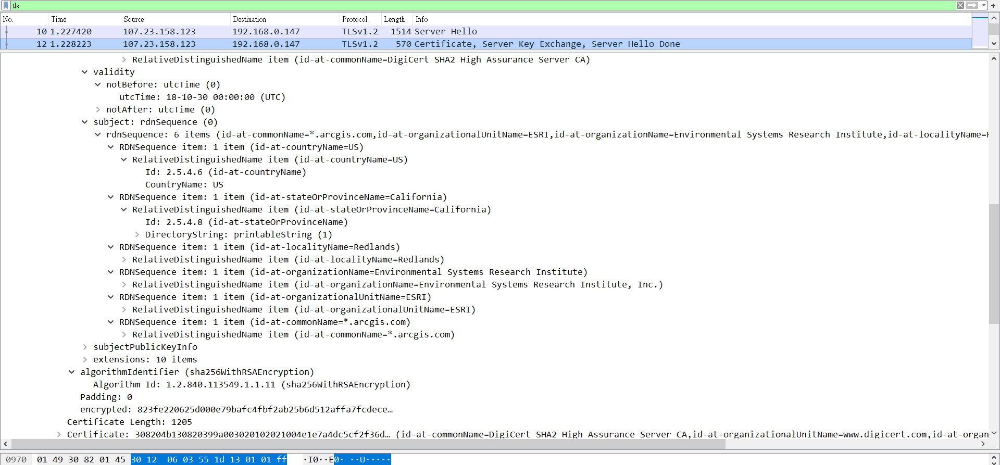 tls
No. Time Source Destination Protocol Length Info
10 1.227420 107.23.158.123 192.168.0.147 TLSv1.2 1514 Server Hello
12 1.228223 107.23.158.123 192.168.0.147 TLSv1.2 570 Certificate, Server Key Exchange, Server Hello Done
RelativeDistinguishedName item (id-at-commonName=DigiCert SHA2 High Assurance Server CA)
validity
notBefore: utcTime (0)
utcTime: 18-10-30 00:00:00 (UTC)
notAfter: utcTime (0)
subject: rdnSequence (0)
rdnSequence: 6 items (id-at-commonName=*.arcgis.com,id-at-organizationalUnitName=ESRI,id-at-organizationName=Environmental Systems Research Institute,id-at-localityName=
RDNSequence item: 1 item (id-at-countryName=US)
RelativeDistinguishedName item (id-at-countryName=US)
Id: 2.5.4.6 (id-at-countryName)
CountryName: US
RDNSequence item: 1 item (id-at-stateOrProvinceName=California)
RelativeDistinguishedName item (id-at-stateOrProvinceName=California)
Id: 2.5.4.8 (id-at-stateOrProvinceName)
DirectoryString: printableString (1)
RDNSequence item: 1 item (id-at-localityName=Redlands)
RelativeDistinguishedName item (id-at-localityName=Redlands)
RDNSequence item: 1 item (id-at-organizationName=Environmental Systems Research Institute)
RelativeDistinguishedName item (id-at-organizationName=Environmental Systems Research Institute, Inc.)
RDNSequence item: 1 item (id-at-organizationalUnitName=ESRI)
RelativeDistinguishedName item (id-at-organizationalUnitName=ESRI)
RDNSequence item: 1 item (id-at-commonName=*.arcgis.com)
RelativeDistinguishedName item (id-at-commonName=*.arcgis.com)
subjectPublicKeyInfo
extensions: 10 items
algorithmIdentifier (sha256WithRSAEncryption)
Algorithm Id: 1.2.840.113549.1.1.11 (sha256WithRSAEncryption)
Padding: 0
encrypted: 823fe220625d000e79bafc4fbf2ab25b6d512affa7fcdece…
Certificate Length: 1205
Certificate: 308204b130820399a003020102021004e1e7a4dc5cf2f36d… (id-at-commonName=DigiCert SHA2 High Assurance Server CA,id-at-organizationalUnitName=www.digicert.com,id-at-organ
0970 01 49 30 82 01 45 30 12 06 03 55 1d 13 01 01 ff ·I0··E0· ··U·····